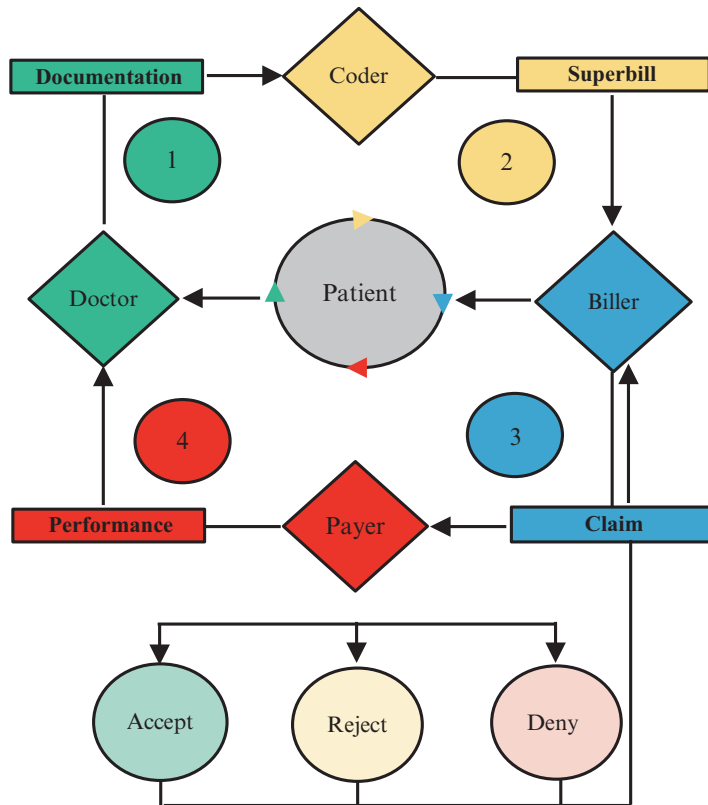 Documentation
Coder
Superbill
1
2
Doctor
Patient
Biller
4
3
Performance
Payer
Claim
Accept
Reject
Deny